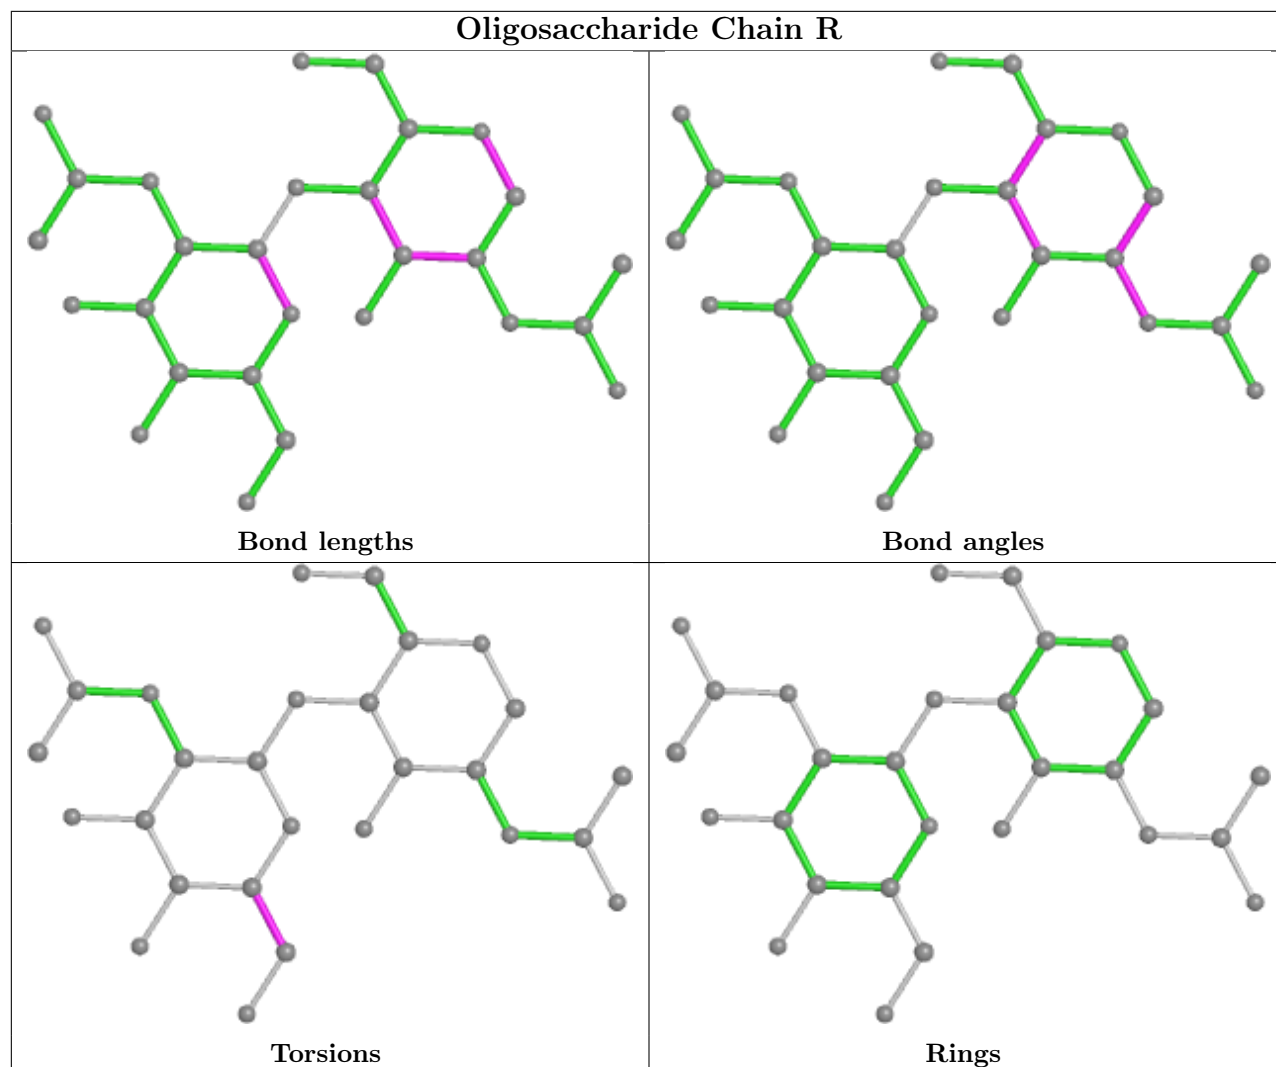 Oligosaccharide Chain R
Bond lengths
Bond angles
Torsions
Rings